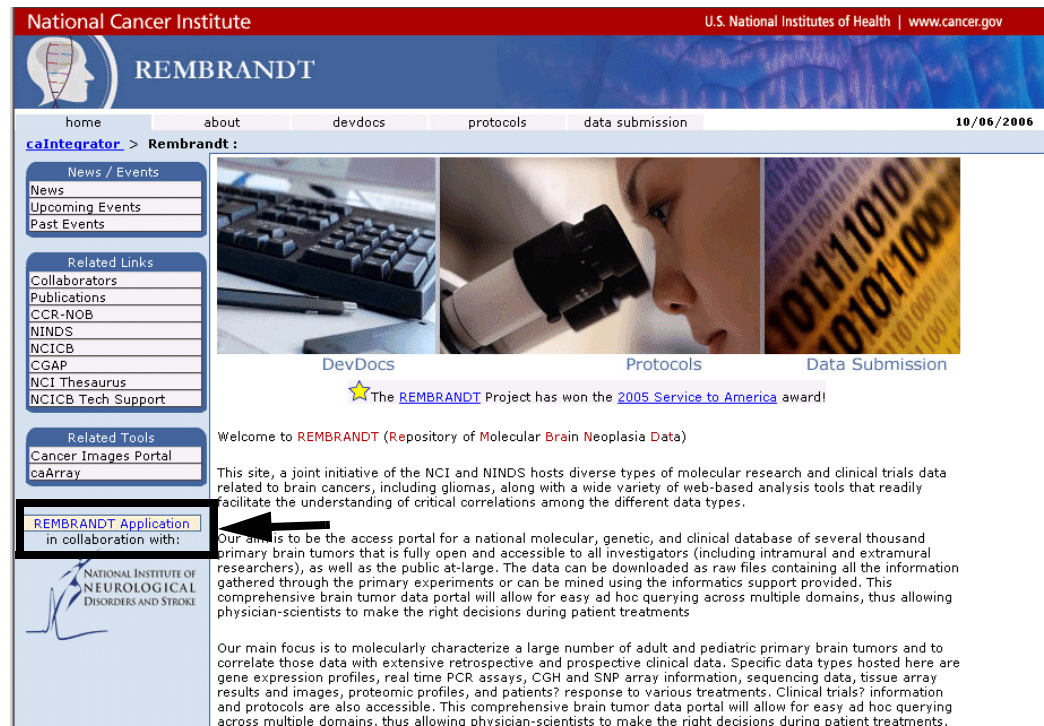 National Cancer Institute
U.S. National Institutes of Health | www.cancer.gov
REMBRANDT
home about devdocs protocols data submission 10/06/2006
caIntegrator > Rembrandt :
News / Events
News
Upcoming Events
Past Events
Related Links
Collaborators
Publications
CCR-NOB
NINDS
NCICB
CGAP
NCI Thesaurus
NCICB Tech Support
Related Tools
Cancer Images Portal
caArray
REMBRANDT Application
in collaboration with:
NATIONAL INSTITUTE OF
NEUROLOGICAL
DISORDERS AND STROKE
DevDocs Protocols Data Submission
The REMBRANDT Project has won the 2005 Service to America award!
Welcome to REMBRANDT (Repository of Molecular Brain Neoplasia Data)
This site, a joint initiative of the NCI and NINDS hosts diverse types of molecular research and clinical trials data
related to brain cancers, including gliomas, along with a wide variety of web-based analysis tools that readily
facilitate the understanding of critical correlations among the different data types.
Our aim is to be the access portal for a national molecular, genetic, and clinical database of several thousand
primary brain tumors that is fully open and accessible to all investigators (including intramural and extramural
researchers), as well as the public at-large. The data can be downloaded as raw files containing all the information
gathered through the primary experiments or can be mined using the informatics support provided. This
comprehensive brain tumor data portal will allow for easy ad hoc querying across multiple domains, thus allowing
physician-scientists to make the right decisions during patient treatments
Our main focus is to molecularly characterize a large number of adult and pediatric primary brain tumors and to
correlate those data with extensive retrospective and prospective clinical data. Specific data types hosted here are
gene expression profiles, real time PCR assays, CGH and SNP array information, sequencing data, tissue array
results and images, proteomic profiles, and patients? response to various treatments. Clinical trials? information
and protocols are also accessible. This comprehensive brain tumor data portal will allow for easy ad hoc querying
across multiple domains, thus allowing physician-scientists to make the right decisions during patient treatments.